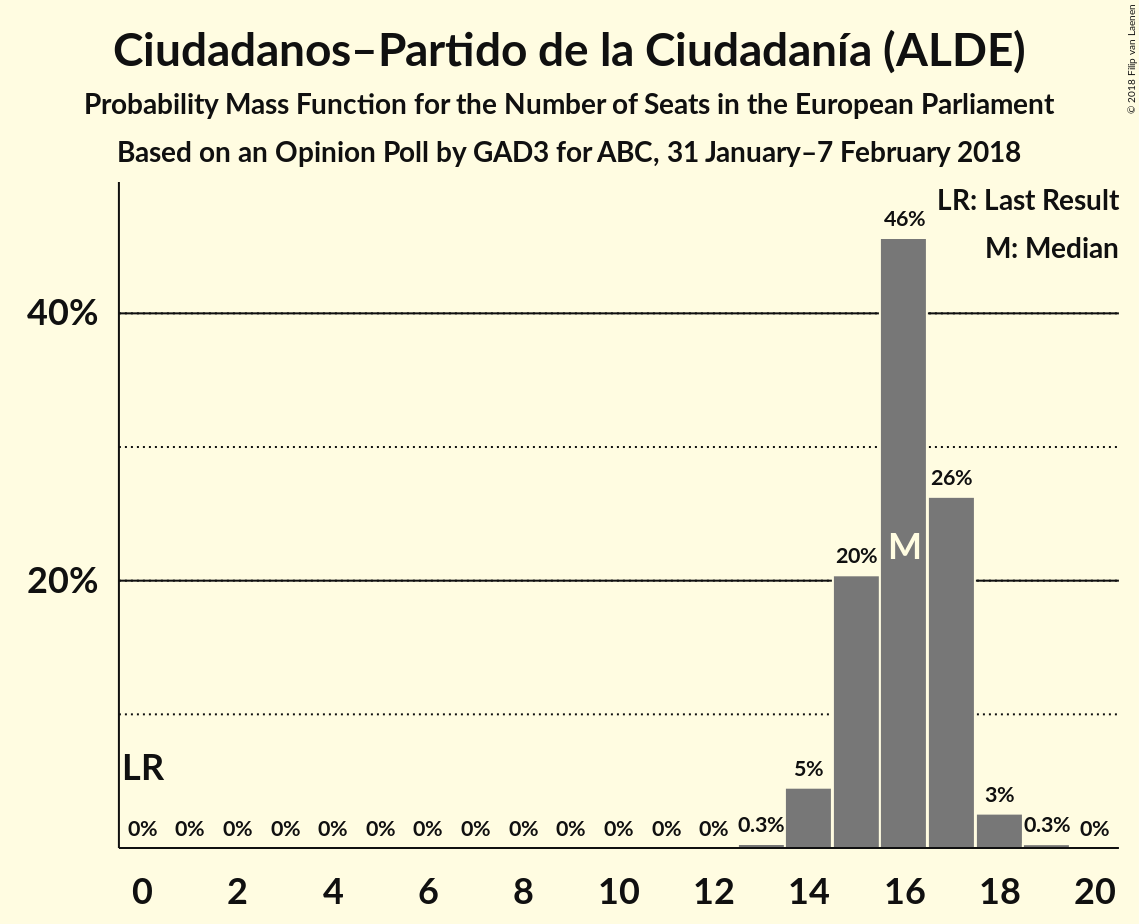 Ciudadanos–Partido de la Ciudadanía (ALDE)
Probability Mass Function for the Number of Seats in the European Parliament
Based on an Opinion Poll by GAD3 for ABC, 31 January–7 February 2018
© 2018 Filip van Laenen
LR: Last Result
M: Median
40%
20%
46%
26%
20%
M
LR
5%
3%
0% 0% 0% 0% 0% 0% 0% 0% 0% 0% 0% 0% 0% 0.3% 0.3% 0%
0 2 4 6 8 10 12 14 16 18 20